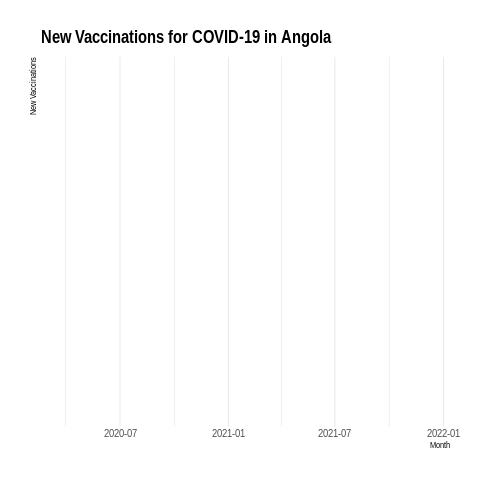 New Vaccinations for COVID-19 in Angola
New Vaccinations
2020-07
2021-01
2021-07
2022-01
Month